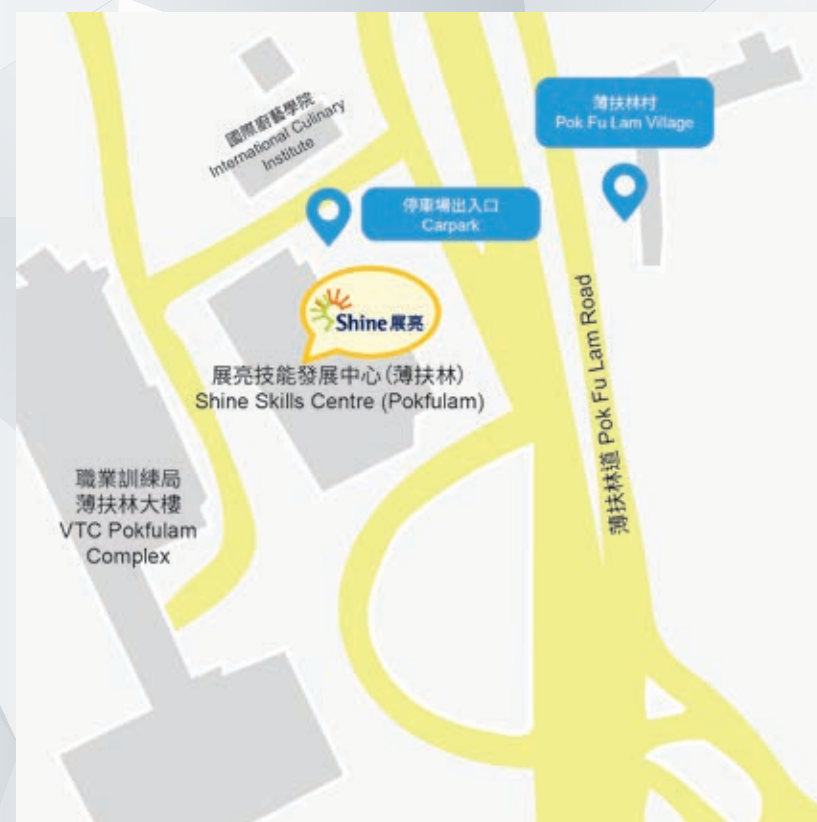 國際廚藝學院
International Culinary
Institute
薄扶林村
Pok Fu Lam Village
停車場出入口
Carpark
Shine展亮
展亮技能發展中心(薄扶林)
Shine Skills Centre (Pokfulam)
薄扶林道 Pok Fu Lam Road
職業訓練局
薄扶林大樓
VTC Pokfulam
Complex